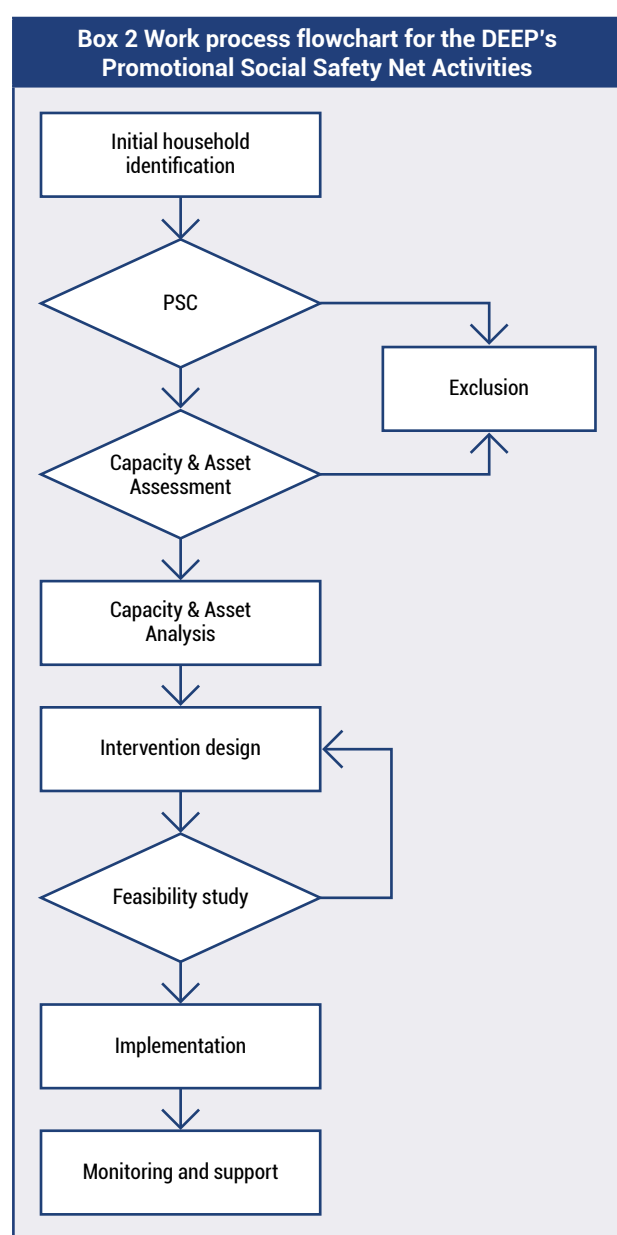 Box 2 Work process flowchart for the DEEP's
Promotional Social Safety Net Activities
Initial household
identification
PSC
Exclusion
Capacity & Asset
Assessment
Capacity & Asset
Analysis
Intervention design
Feasibility study
Implementation
Monitoring and support